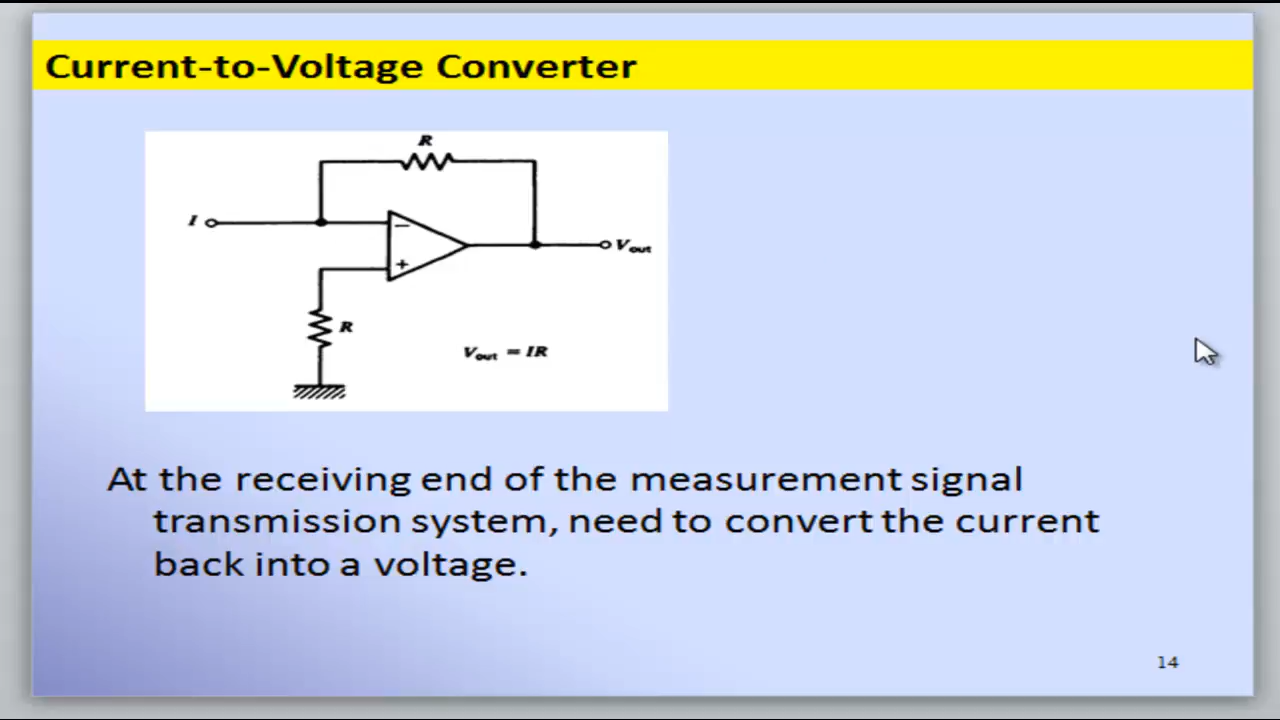 Current-to-Voltage Converter
R
I
−
Vout
+
R
Vout = IR
At the receiving end of the measurement signal
transmission system, need to convert the current
back into a voltage.
14